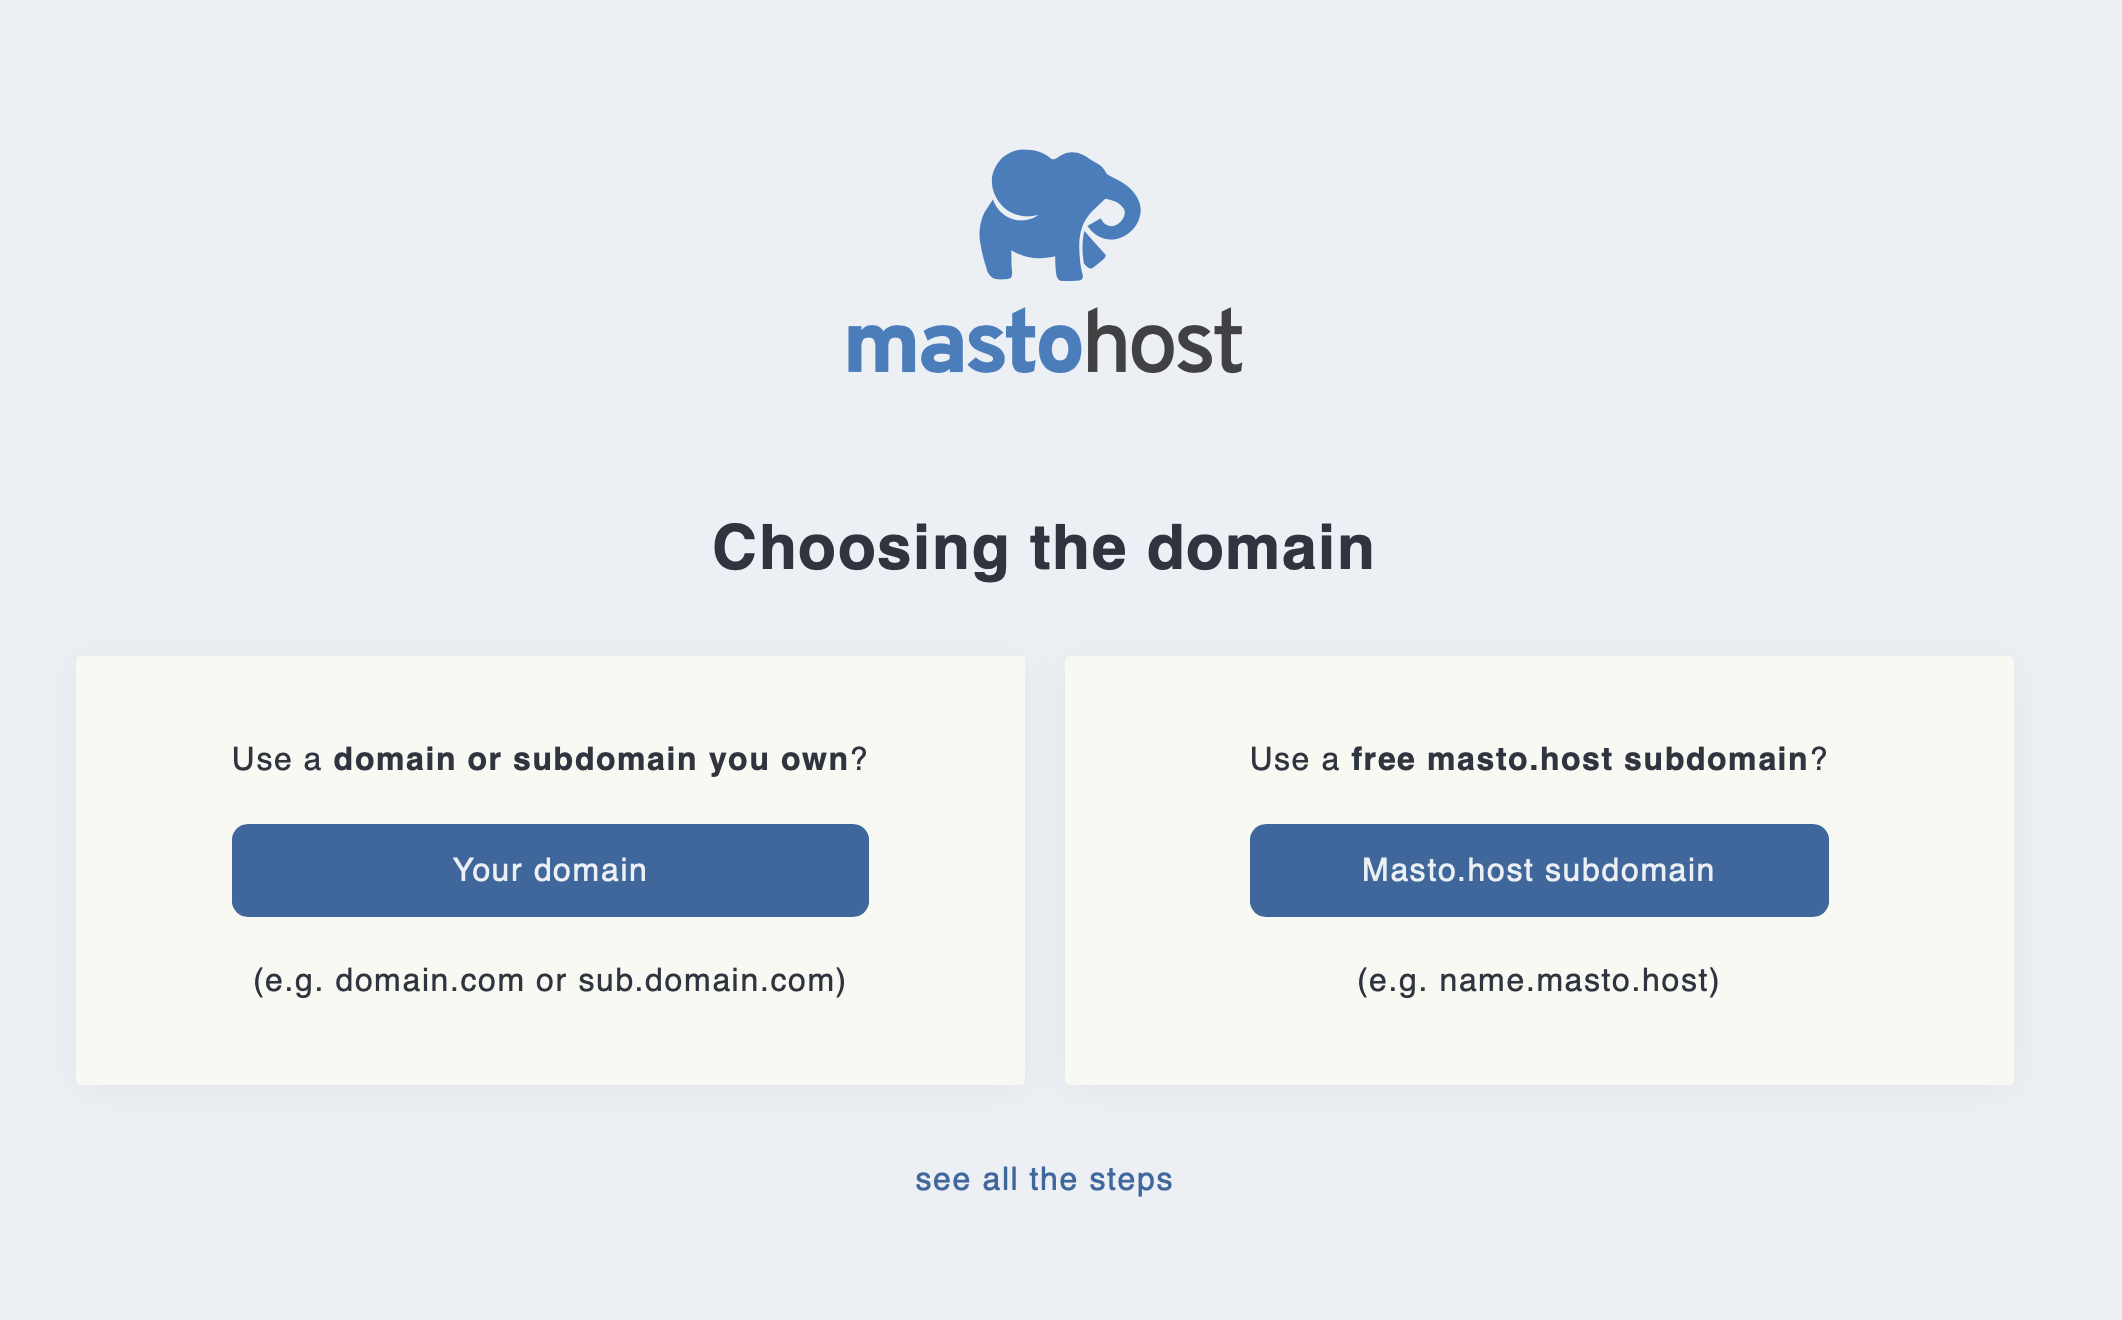 mastohost
Choosing the domain
Use a domain or subdomain you own?
Your domain
(e.g. domain.com or sub.domain.com)
Use a free masto.host subdomain?
Masto.host subdomain
(e.g. name.masto.host)
see all the steps